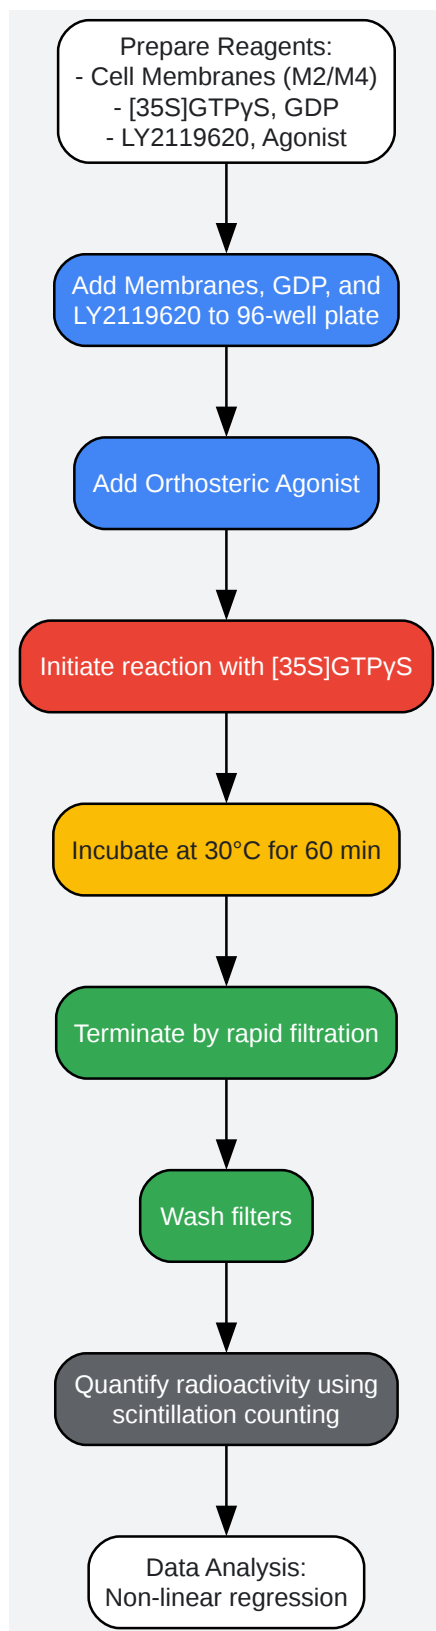 Prepare Reagents:
- Cell Membranes (M2/M4)
- [35S]GTPγS, GDP
- LY2119620, Agonist
Add Membranes, GDP, and
LY2119620 to 96-well plate
Add Orthosteric Agonist
Initiate reaction with [35S]GTPγS
Incubate at 30°C for 60 min
Terminate by rapid filtration
Wash filters
Quantify radioactivity using
scintillation counting
Data Analysis:
Non-linear regression